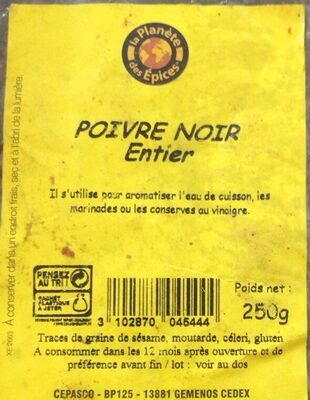 la Planète
des Épices
POIVRE NOIR
Entier
Il s'utilise pour aromatiser l'eau de cuisson, les
marinades ou les conserves au vinaigre.
A conserver dans un endroit frais, sec et à l'abri de la lumière.
PENSEZ
AU TRI !
SACHET
PLASTIQUE
À JETER
Poids net :
250g
3 102870 045444
Traces de graine de sésame, moutarde, céleri, gluten
A consommer dans les 12 mois après ouverture et de
préférence avant fin / lot : voir au dos
CEPASCO - BP125 - 13881 GEMENOS CEDEX